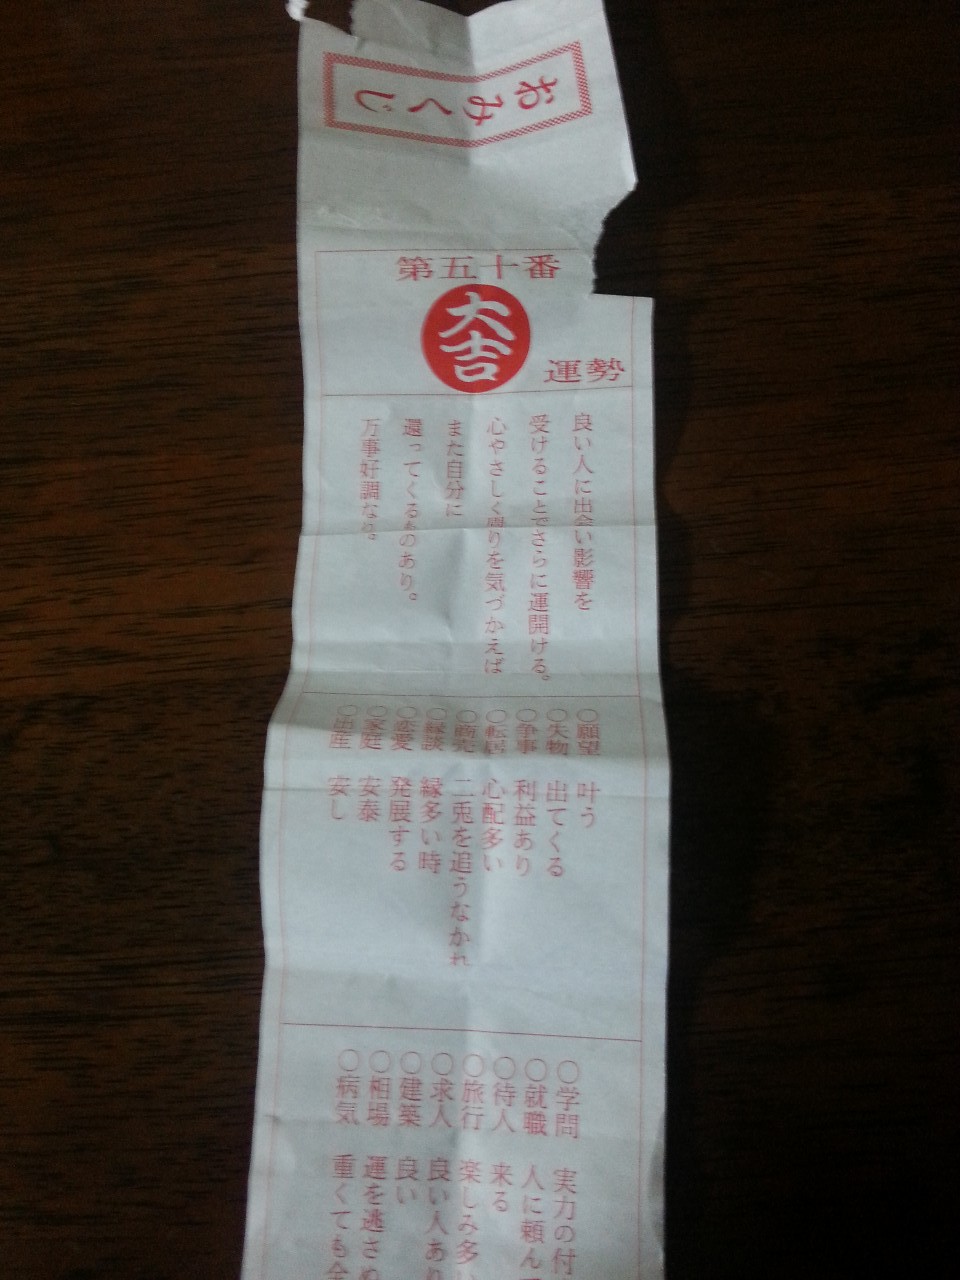 おみくじ
第五十番
大吉
運勢
良い人に出会い影響を
受けることでさらに運開ける。
心やさしく周りを気づかえば
また自分に
還ってくるものあり。
万事好調なり。
○願望 叶う
○失物 出てくる
○争事 利益あり
○転居 心配多い
○商売 二兎を追うなかれ
○縁談 縁多い時
○恋愛 発展する
○家庭 安泰
○出産 安し
○学問 実力の付
○就職 人に頼んで
○待人 来る
○旅行 楽しみ多い
○求人 良い人あり
○建築 良い
○相場 運を逃さぬ
○病気 重くても全